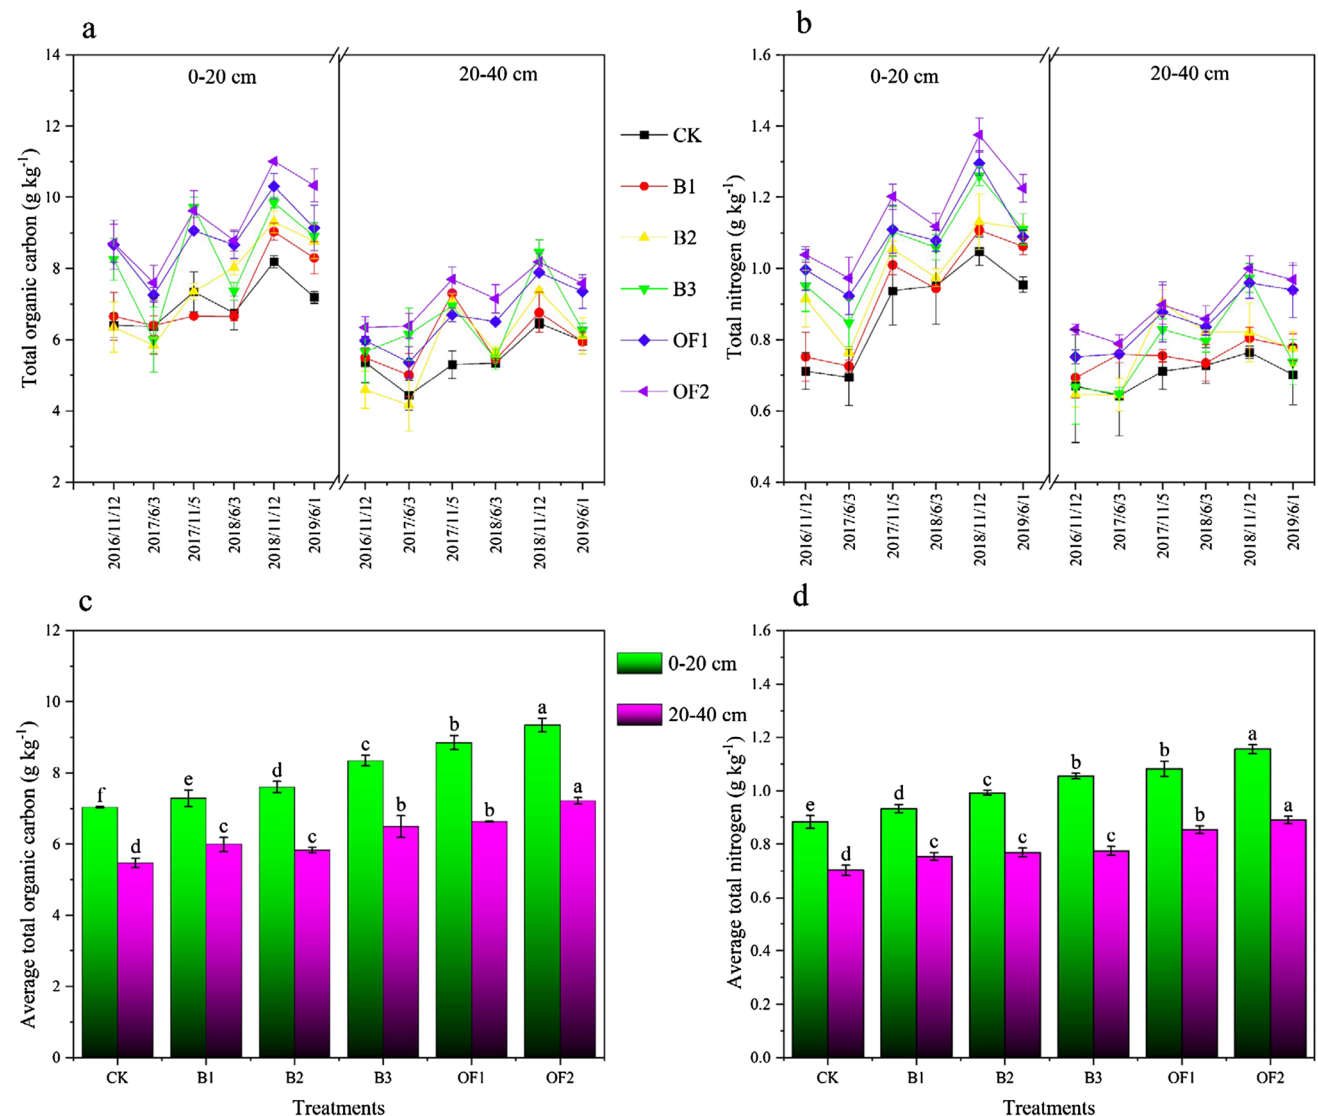 a
Total organic carbon (g kg-1)
14
12
10
8
6
4
2
0-20 cm
20-40 cm
2016/11/12
2017/6/3
2017/11/5
2018/6/3
2018/11/12
2019/6/1
2016/11/12
2017/6/3
2017/11/5
2018/6/3
2018/11/12
2019/6/1
CK
B1
B2
B3
OF1
OF2
b
Total nitrogen (g kg-1)
1.6
1.4
1.2
1.0
0.8
0.6
0.4
0-20 cm
20-40 cm
2016/11/12
2017/6/3
2017/11/5
2018/6/3
2018/11/12
2019/6/1
2016/11/12
2017/6/3
2017/11/5
2018/6/3
2018/11/12
2019/6/1
c
Average total organic carbon (g kg-1)
12
10
8
6
4
2
0
f
d
e
c
d
c
c
b
b
b
a
a
CK
B1
B2
B3
OF1
OF2
Treatments
0-20 cm
20-40 cm
d
Average total nitrogen (g kg-1)
1.6
1.4
1.2
1.0
0.8
0.6
0.4
0.2
0.0
e
d
d
c
c
c
b
c
b
b
a
a
CK
B1
B2
B3
OF1
OF2
Treatments